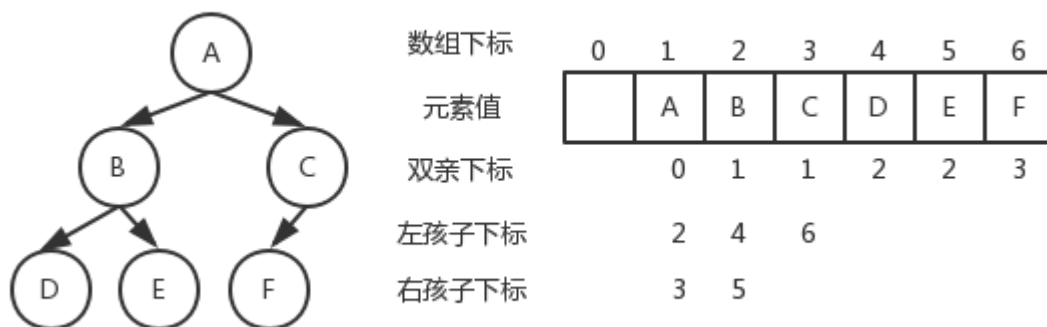 A
B C
D E F
数组下标 0 1 2 3 4 5 6
元素值 A B C D E F
双亲下标 0 1 1 2 2 3
左孩子下标 2 4 6
右孩子下标 3 5